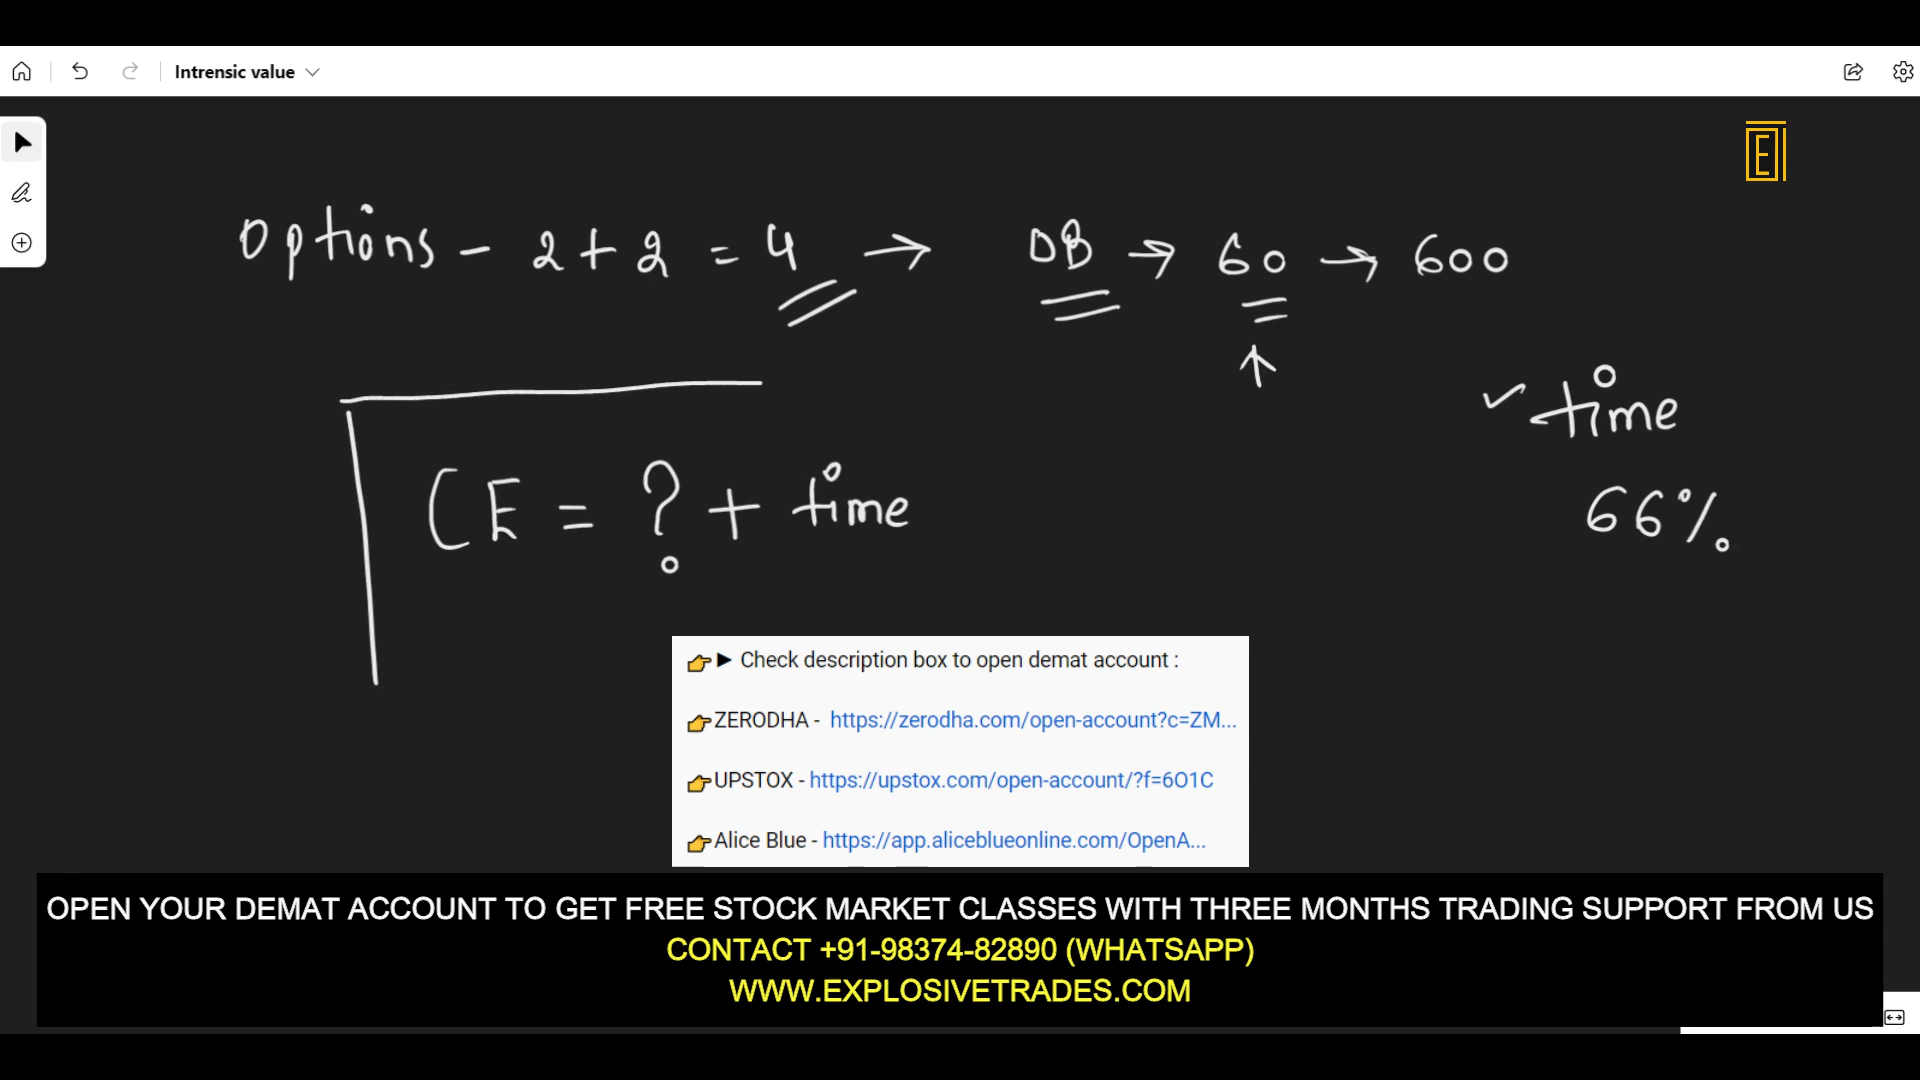 Intrensic value
Options - 2 + 2 = 4 → OB → 60 → 600
✓ time
CE = ? + time
66%.
👉► Check description box to open demat account :
👉ZERODHA - https://zerodha.com/open-account?c=ZM...
👉UPSTOX - https://upstox.com/open-account/?f=6O1C
👉Alice Blue - https://app.aliceblueonline.com/OpenA...
OPEN YOUR DEMAT ACCOUNT TO GET FREE STOCK MARKET CLASSES WITH THREE MONTHS TRADING SUPPORT FROM US
CONTACT +91-98374-82890 (WHATSAPP)
WWW.EXPLOSIVETRADES.COM